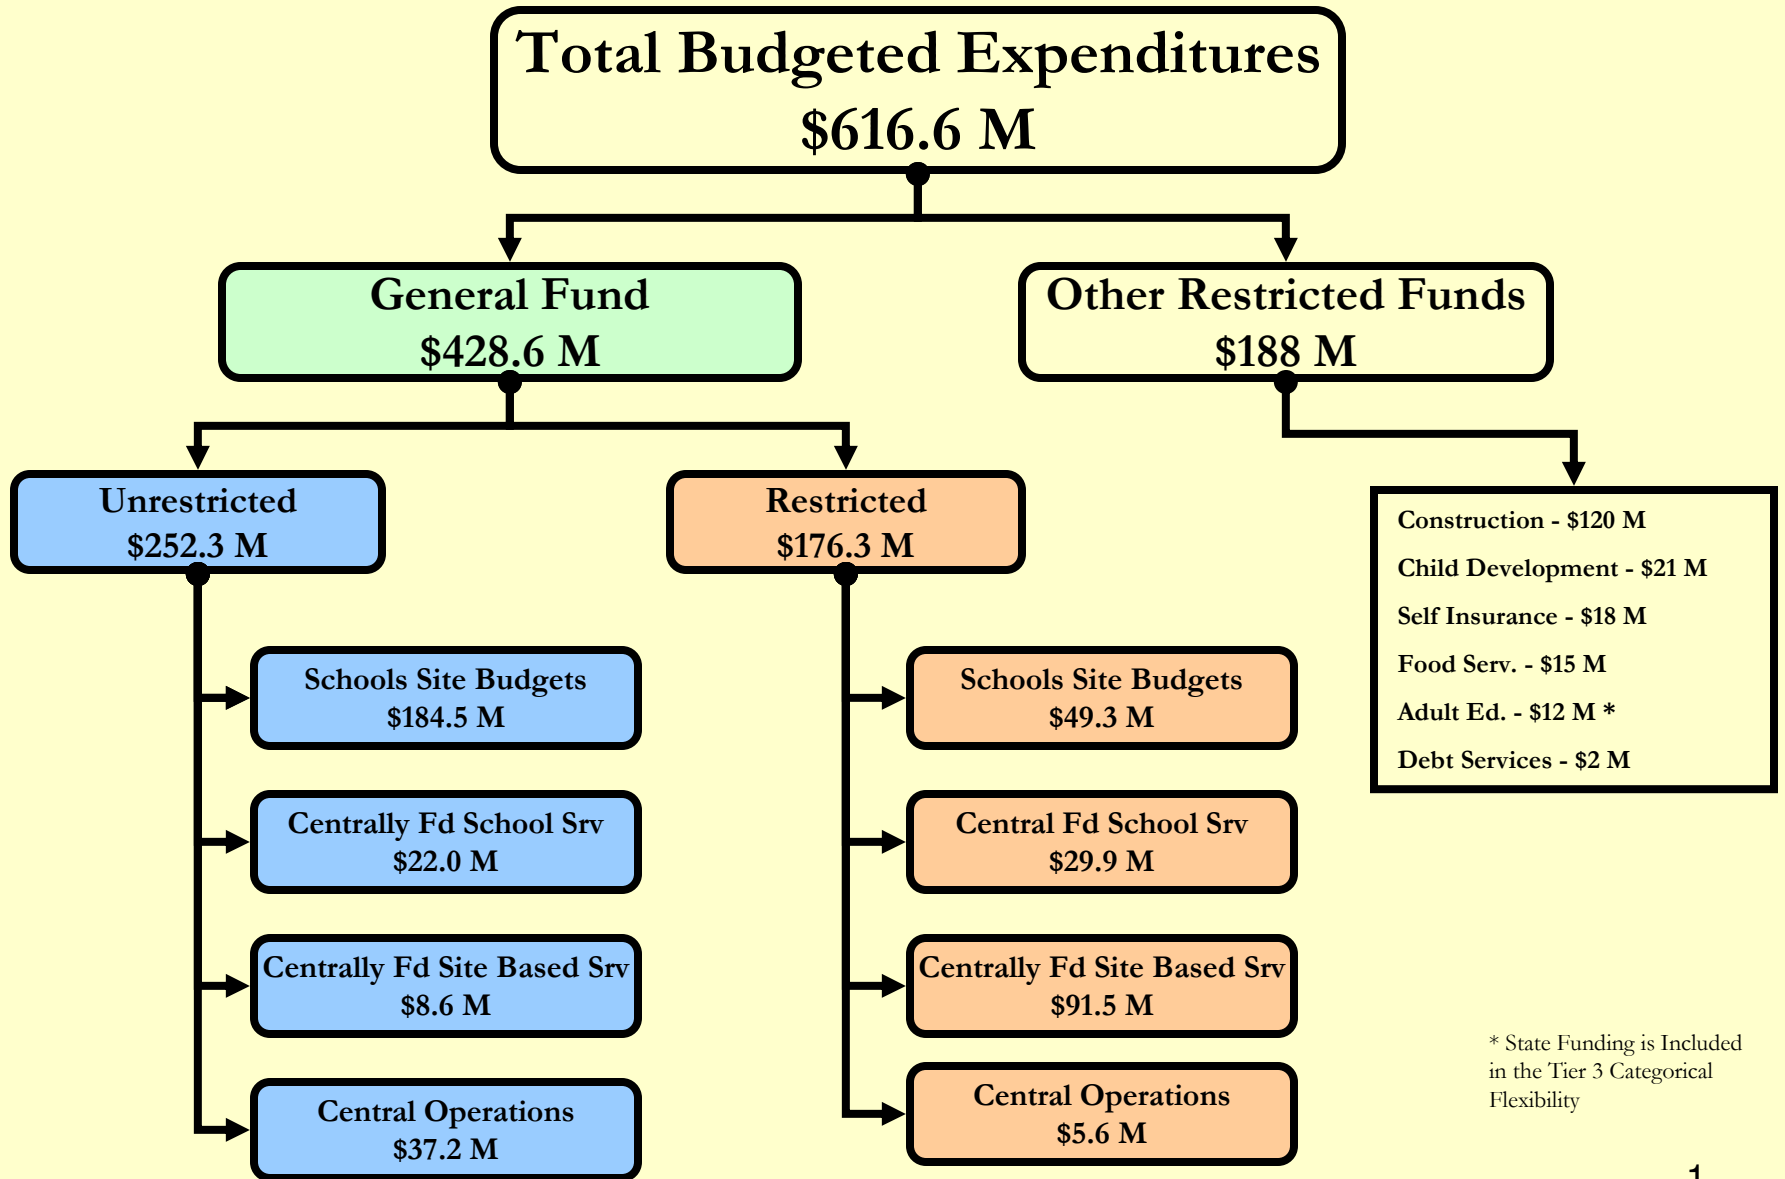 Total Budgeted Expenditures
$616.6 M
General Fund
$428.6 M
Other Restricted Funds
$188 M
Unrestricted
$252.3 M
Restricted
$176.3 M
Schools Site Budgets
$184.5 M
Centrally Fd School Srv
$22.0 M
Centrally Fd Site Based Srv
$8.6 M
Central Operations
$37.2 M
Schools Site Budgets
$49.3 M
Central Fd School Srv
$29.9 M
Centrally Fd Site Based Srv
$91.5 M
Central Operations
$5.6 M
Construction - $120 M
Child Development - $21 M
Self Insurance - $18 M
Food Serv. - $15 M
Adult Ed. - $12 M *
Debt Services - $2 M
* State Funding is Included
in the Tier 3 Categorical
Flexibility
1